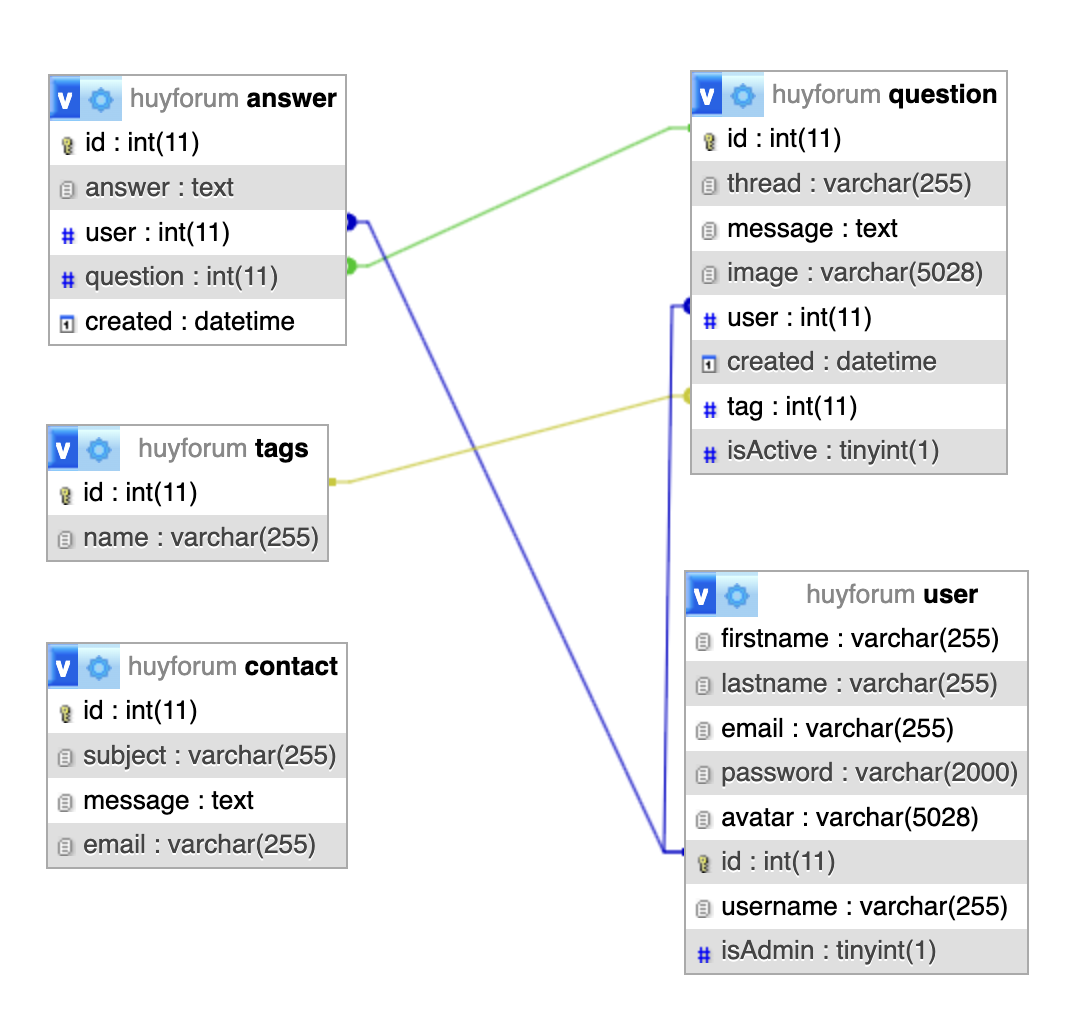 v huyforum answer
id : int(11)
answer : text
# user : int(11)
# question : int(11)
1 created : datetime
v huyforum question
id : int(11)
thread : varchar(255)
message : text
image : varchar(5028)
# user : int(11)
1 created : datetime
# tag : int(11)
# isActive : tinyint(1)
v huyforum tags
id : int(11)
name : varchar(255)
v huyforum contact
id : int(11)
subject : varchar(255)
message : text
email : varchar(255)
v huyforum user
firstname : varchar(255)
lastname : varchar(255)
email : varchar(255)
password : varchar(2000)
avatar : varchar(5028)
id : int(11)
username : varchar(255)
# isAdmin : tinyint(1)